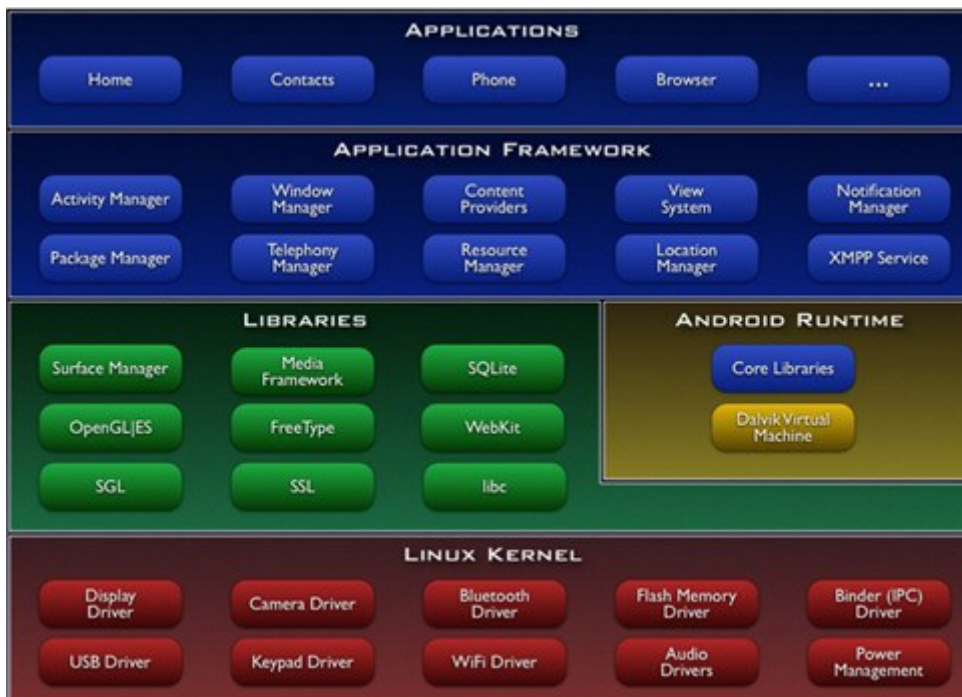 APPLICATIONS
Home
Contacts
Phone
Browser
...
APPLICATION FRAMEWORK
Activity Manager
Window
Manager
Content
Providers
View
System
Notification
Manager
Package Manager
Telephony
Manager
Resource
Manager
Location
Manager
XMPP Service
LIBRARIES
Surface Manager
Media
Framework
SQLite
OpenGL|ES
FreeType
WebKit
SGL
SSL
libc
ANDROID RUNTIME
Core Libraries
Dalvik Virtual
Machine
LINUX KERNEL
Display
Driver
Camera Driver
Bluetooth
Driver
Flash Memory
Driver
Binder (IPC)
Driver
USB Driver
Keypad Driver
WiFi Driver
Audio
Drivers
Power
Management